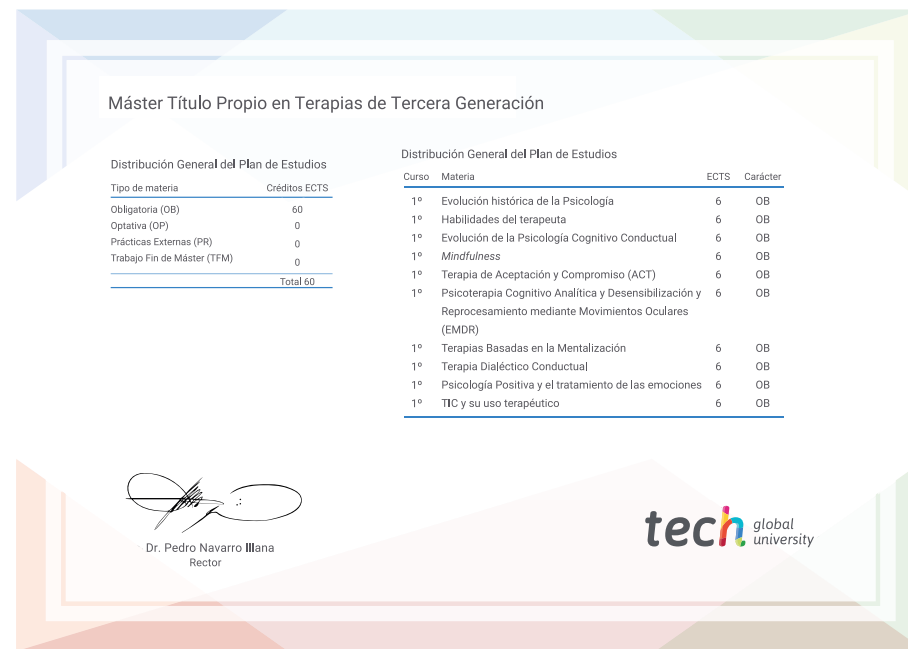 Máster Título Propio en Terapias de Tercera Generación
Distribución General del Plan de Estudios
Tipo de materia Créditos ECTS
Obligatoria (OB) 60
Optativa (OP) 0
Prácticas Externas (PR) 0
Trabajo Fin de Máster (TFM) 0
Total 60
Distribución General del Plan de Estudios
Curso Materia ECTS Carácter
1º Evolución histórica de la Psicología 6 OB
1º Habilidades del terapeuta 6 OB
1º Evolución de la Psicología Cognitivo Conductual 6 OB
1º Mindfulness 6 OB
1º Terapia de Aceptación y Compromiso (ACT) 6 OB
1º Psicoterapia Cognitivo Analítica y Desensibilización y 6 OB
Reprocesamiento mediante Movimientos Oculares
(EMDR)
1º Terapias Basadas en la Mentalización 6 OB
1º Terapia Dialéctico Conductual 6 OB
1º Psicología Positiva y el tratamiento de las emociones 6 OB
1º TIC y su uso terapéutico 6 OB
Dr. Pedro Navarro Illana
Rector
tech global
university